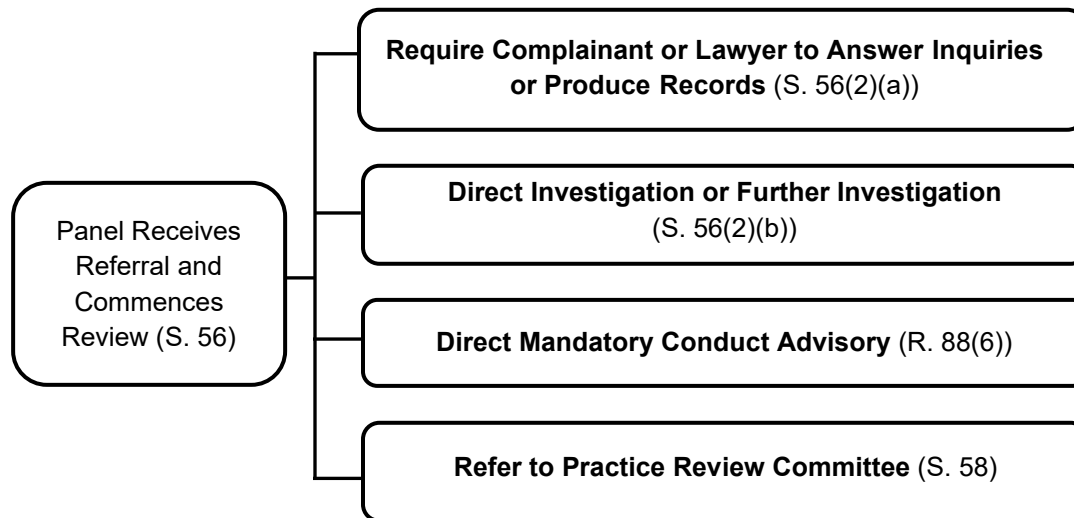 Require Complainant or Lawyer to Answer Inquiries
or Produce Records (S. 56(2)(a))
Direct Investigation or Further Investigation
(S. 56(2)(b))
Panel Receives
Referral and
Commences
Review (S. 56)
Direct Mandatory Conduct Advisory (R. 88(6))
Refer to Practice Review Committee (S. 58)